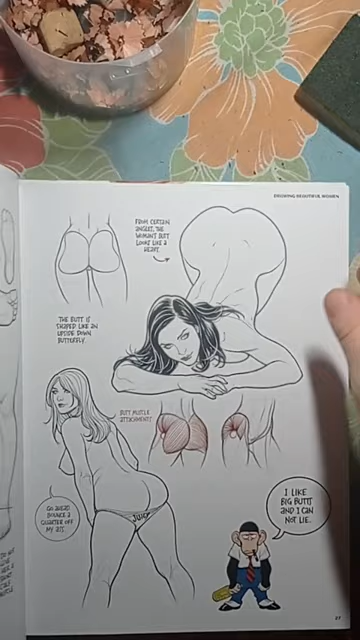 DRAWING BEAUTIFUL WOMEN
FROM CERTAIN
ANGLES, THE
WOMAN'S BUTT
LOOKS LIKE A
HEART.
THE BUTT IS
SHAPED LIKE AN
UPSIDE DOWN
BUTTERFLY.
BUTT MUSCLE
ATTACHMENTS
GO AHEAD
BOUNCE A
QUARTER OFF
MY ASS.
JUICY
I LIKE
BIG BUTTS
AND I CAN
NOT LIE.
27